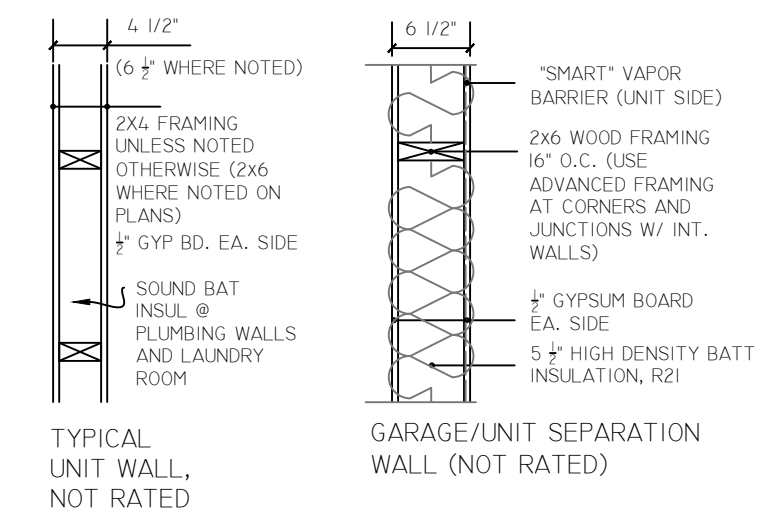 4 1/2"
(6 ½" WHERE NOTED)
2X4 FRAMING
UNLESS NOTED
OTHERWISE (2x6
WHERE NOTED ON
PLANS)
½" GYP BD. EA. SIDE
SOUND BAT
INSUL @
PLUMBING WALLS
AND LAUNDRY
ROOM
TYPICAL
UNIT WALL,
NOT RATED
6 1/2"
"SMART" VAPOR
BARRIER (UNIT SIDE)
2x6 WOOD FRAMING
16" O.C. (USE
ADVANCED FRAMING
AT CORNERS AND
JUNCTIONS W/ INT.
WALLS)
½" GYPSUM BOARD
EA. SIDE
5 ½" HIGH DENSITY BATT
INSULATION, R21
GARAGE/UNIT SEPARATION
WALL (NOT RATED)